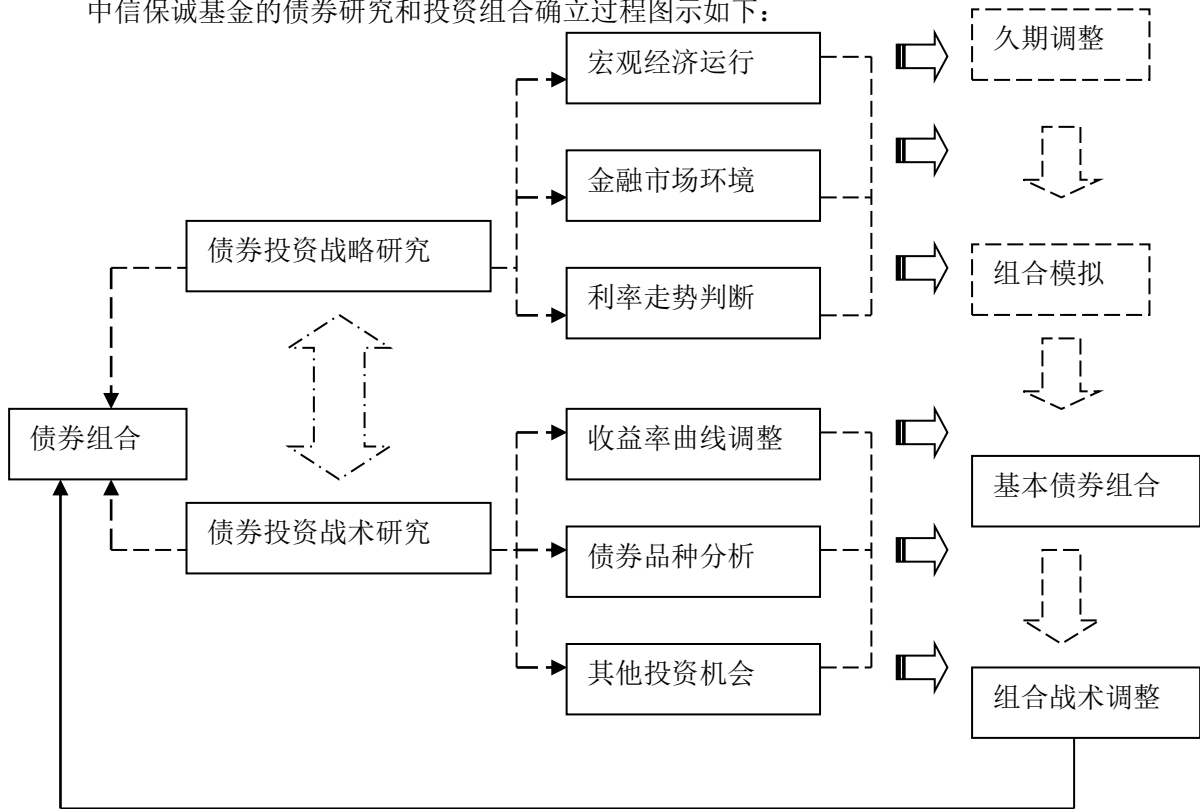 中信保诚基金的债券研究和投资组合确立过程图示如下：
宏观经济运行
久期调整
金融市场环境
债券投资战略研究
利率走势判断
组合模拟
债券组合
收益率曲线调整
基本债券组合
债券投资战术研究
债券品种分析
其他投资机会
组合战术调整